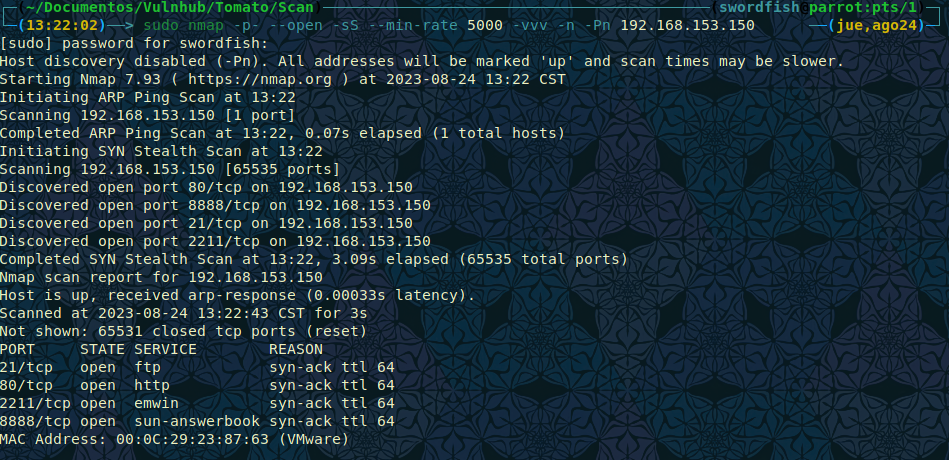 (~/Documentos/Vulnhub/Tomato/Scan) (swordfish parrot:pts/1)
(13:22:02)——> sudo nmap -p- --open -sS --min-rate 5000 -vvv -n -Pn 192.168.153.150 (jue,ago24)
[sudo] password for swordfish:
Host discovery disabled (-Pn). All addresses will be marked 'up' and scan times may be slower.
Starting Nmap 7.93 ( https://nmap.org ) at 2023-08-24 13:22 CST
Initiating ARP Ping Scan at 13:22
Scanning 192.168.153.150 [1 port]
Completed ARP Ping Scan at 13:22, 0.07s elapsed (1 total hosts)
Initiating SYN Stealth Scan at 13:22
Scanning 192.168.153.150 [65535 ports]
Discovered open port 80/tcp on 192.168.153.150
Discovered open port 8888/tcp on 192.168.153.150
Discovered open port 21/tcp on 192.168.153.150
Discovered open port 2211/tcp on 192.168.153.150
Completed SYN Stealth Scan at 13:22, 3.09s elapsed (65535 total ports)
Nmap scan report for 192.168.153.150
Host is up, received arp-response (0.00033s latency).
Scanned at 2023-08-24 13:22:43 CST for 3s
Not shown: 65531 closed tcp ports (reset)
PORT     STATE SERVICE        REASON
21/tcp   open  ftp            syn-ack ttl 64
80/tcp   open  http           syn-ack ttl 64
2211/tcp open  emwin          syn-ack ttl 64
8888/tcp open  sun-answerbook syn-ack ttl 64
MAC Address: 00:0C:29:23:87:63 (VMware)